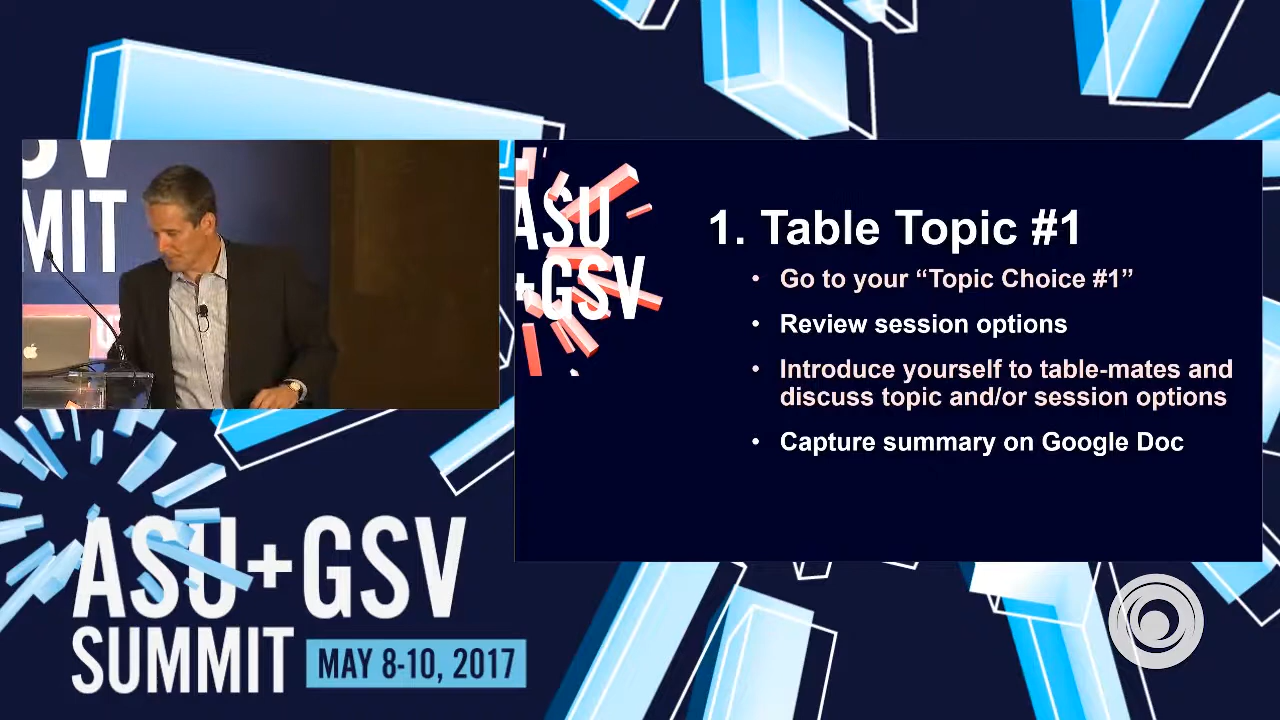 SV
MIT
ASU
+GSV
1. Table Topic #1
• Go to your “Topic Choice #1”
• Review session options
• Introduce yourself to table-mates and
discuss topic and/or session options
• Capture summary on Google Doc
ASU+GSV
SUMMIT
MAY 8-10, 2017